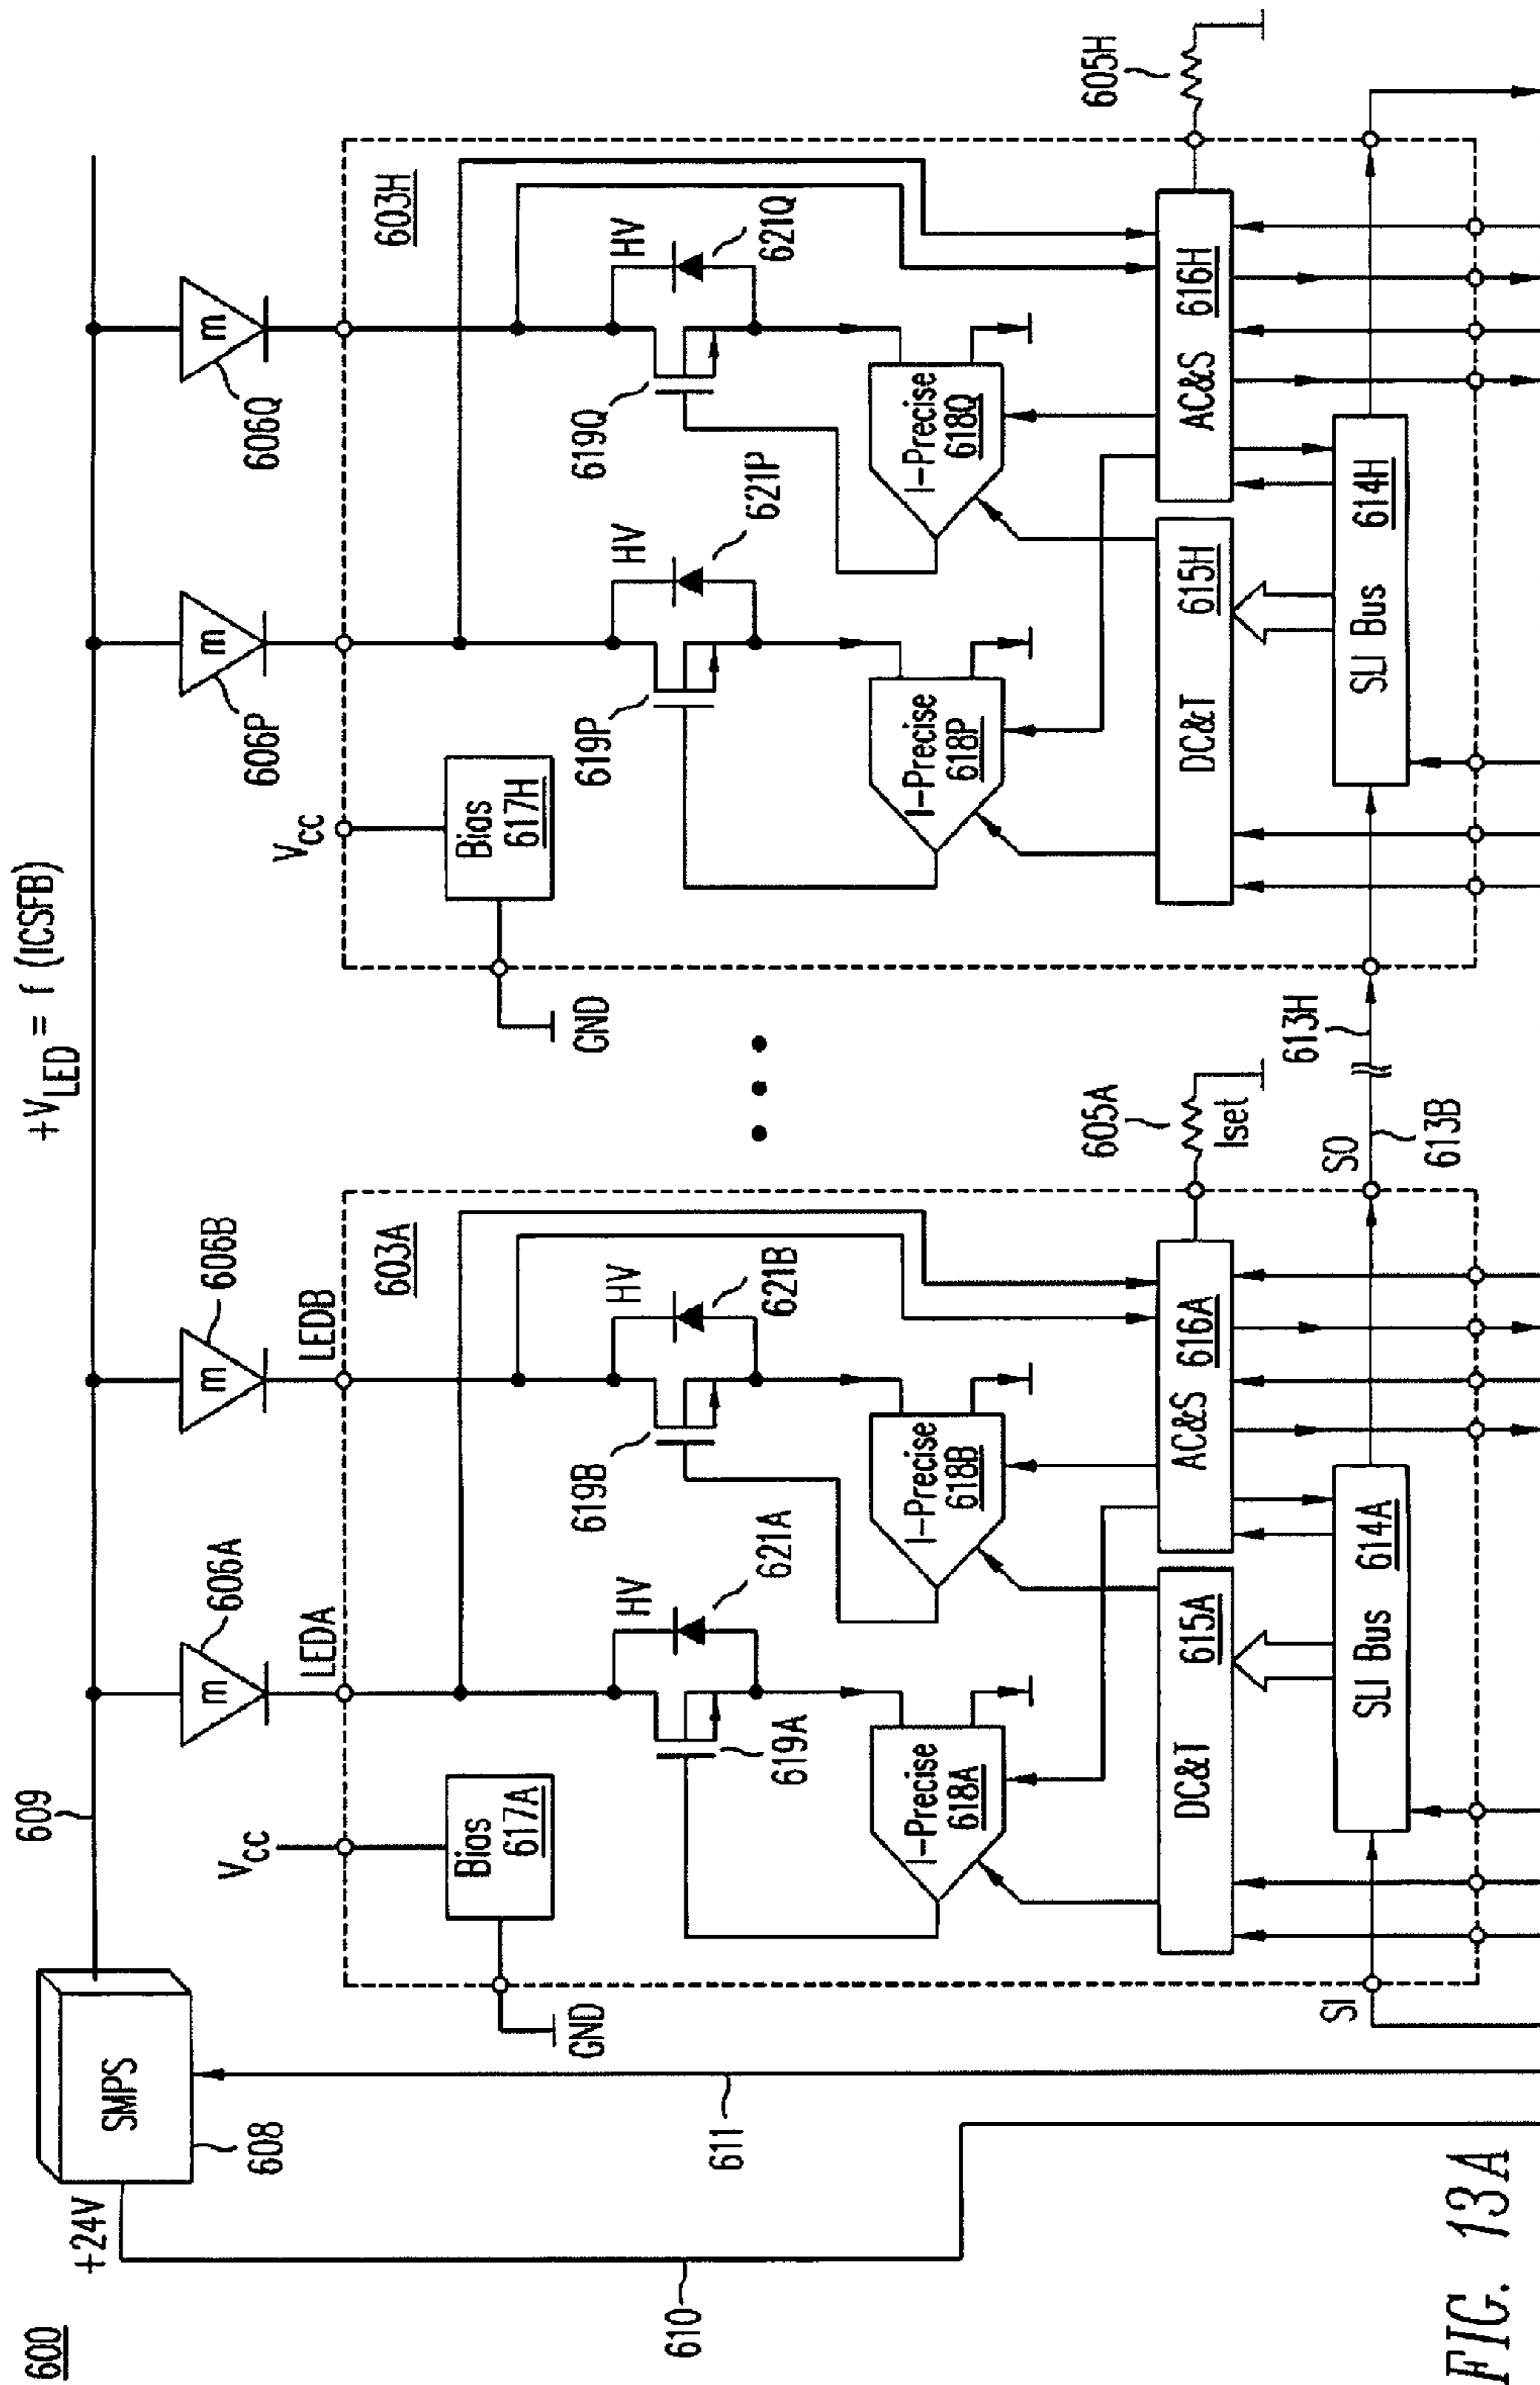 600
+24V
SMPS
608
609
+VLED = f (ICSFB)
610
611
606A
606B
606P
606Q
LEDA
LEDB
VCC
GND
Bias
617A
603A
619A
HV
621A
619B
HV
621B
I-Precise
618A
I-Precise
618B
DC&T
615A
AC&S
616A
605A
Iset
SLI Bus
614A
SI
SO
613B
613H
VCC
GND
Bias
617H
603H
619P
HV
621P
619Q
HV
621Q
I-Precise
618P
I-Precise
618Q
DC&T
615H
AC&S
616H
605H
SLI Bus
614H
m
m
m
m
FIG. 13A